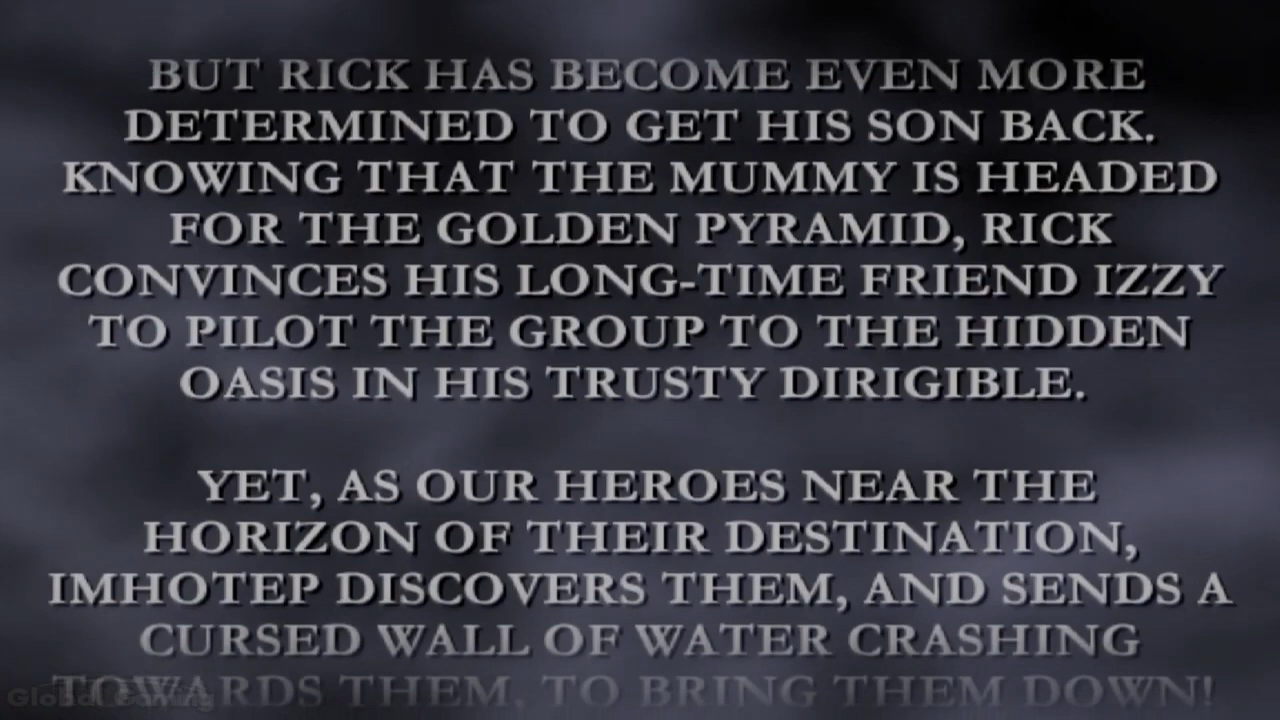 BUT RICK HAS BECOME EVEN MORE
DETERMINED TO GET HIS SON BACK.
KNOWING THAT THE MUMMY IS HEADED
FOR THE GOLDEN PYRAMID, RICK
CONVINCES HIS LONG-TIME FRIEND IZZY
TO PILOT THE GROUP TO THE HIDDEN
OASIS IN HIS TRUSTY DIRIGIBLE.
YET, AS OUR HEROES NEAR THE
HORIZON OF THEIR DESTINATION,
IMHOTEP DISCOVERS THEM, AND SENDS A
CURSED WALL OF WATER CRASHING
TOWARDS THEM, TO BRING THEM DOWN!
Global Gaming